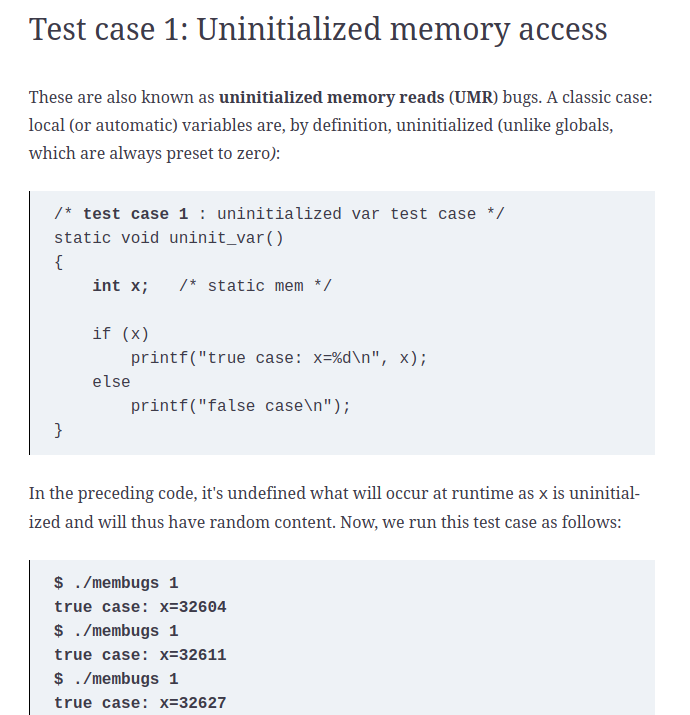 Test case 1: Uninitialized memory access
These are also known as uninitialized memory reads (UMR) bugs. A classic case:
local (or automatic) variables are, by definition, uninitialized (unlike globals,
which are always preset to zero):
/* test case 1 : uninitialized var test case */
static void uninit_var()
{
    int x;   /* static mem */
    if (x)
        printf("true case: x=%d\n", x);
    else
        printf("false case\n");
}
In the preceding code, it's undefined what will occur at runtime as x is uninitial-
ized and will thus have random content. Now, we run this test case as follows:
$ ./membugs 1
true case: x=32604
$ ./membugs 1
true case: x=32611
$ ./membugs 1
true case: x=32627